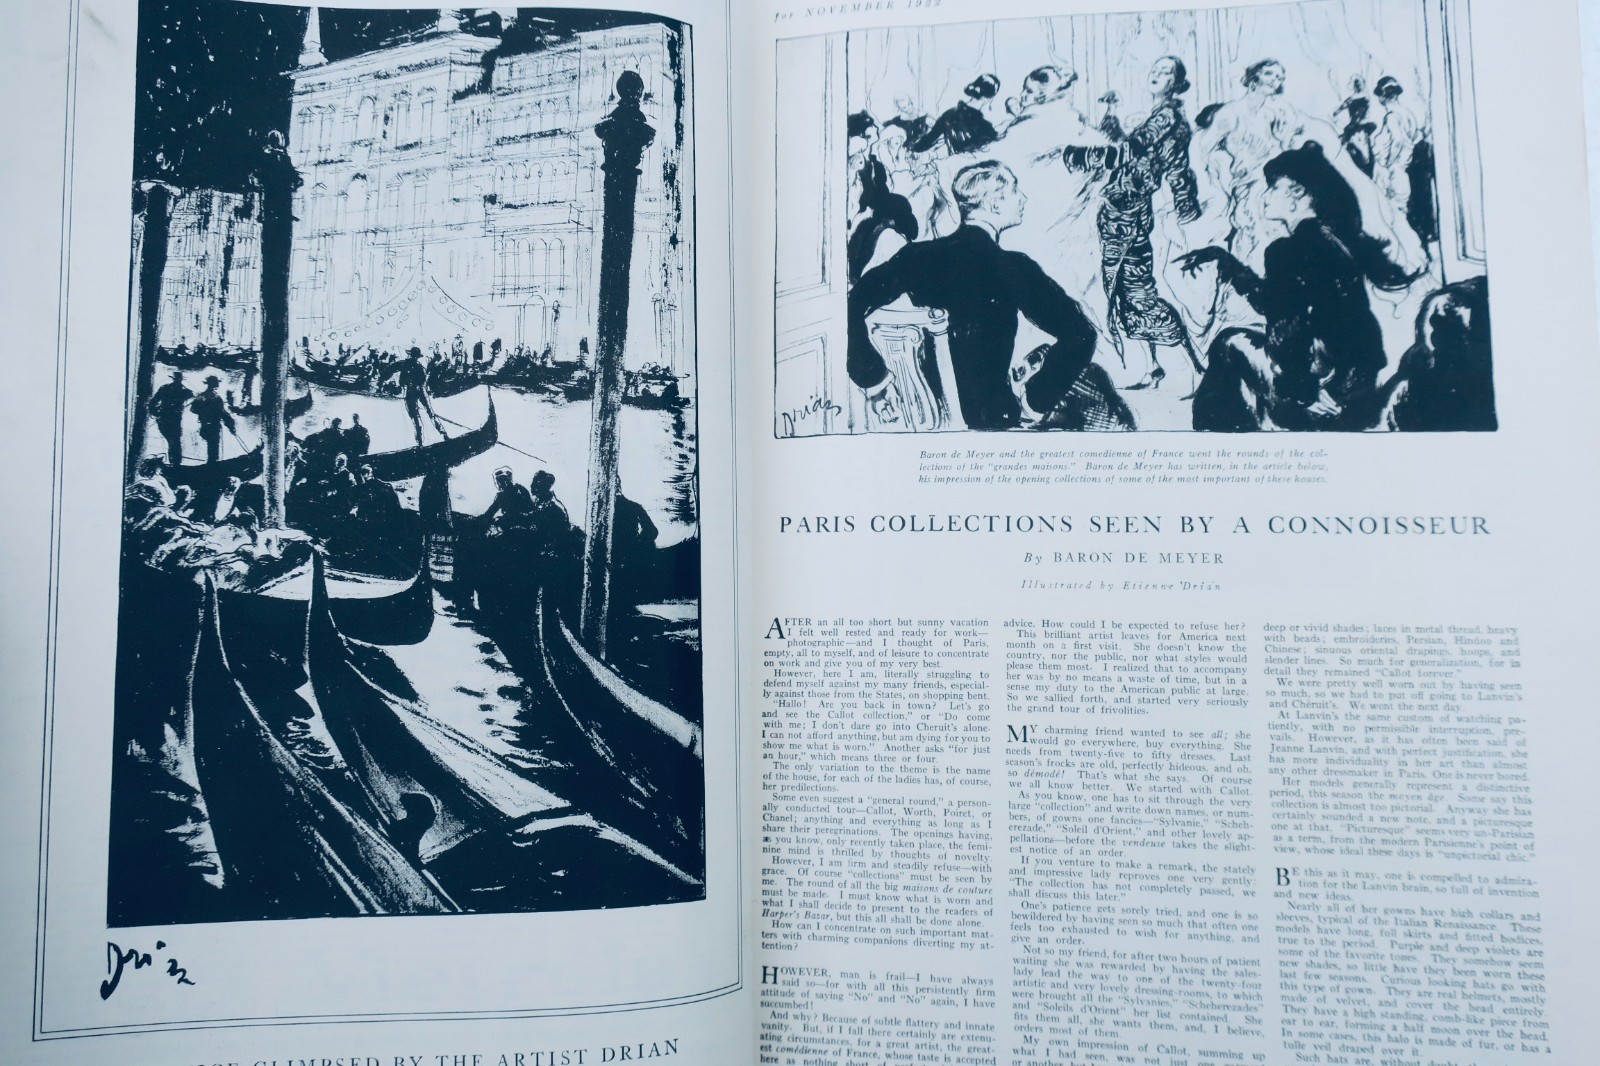 Drian
GLIMPSED BY THE ARTIST DRIAN
for NOVEMBER 1922
Drian
Baron de Meyer and the greatest comedienne of France went the rounds of the col-
lections of the "grandes maisons." Baron de Meyer has written, in the article below,
his impression of the opening collections of some of the most important of these houses.
PARIS COLLECTIONS SEEN BY A CONNOISSEUR
By BARON DE MEYER
Illustrated by Etienne Drian
AFTER an all too short but sunny vacation
I felt well rested and ready for work—
photographic—and I thought of Paris,
empty, all to myself, and of leisure to concentrate
on work and give you of my very best.
However, here I am, literally struggling to
defend myself against my many friends, especial-
ly against those from the States, on shopping bent.
"Hallo! Are you back in town? Let's go
and see the Callot collection," or "Do come
with me; I don't dare go into Cheruit's alone.
I can not afford anything, but am dying for you to
show me what is worn." Another asks "for just
an hour," which means three or four.
The only variation to the theme is the name
of the house, for each of the ladies has, of course,
her predilections.
Some even suggest a "general round," a person-
ally conducted tour—Callot, Worth, Poiret, or
Chanel; anything and everything as long as I
share their peregrinations. The openings having,
as you know, only recently taken place, the femi-
nine mind is thrilled by thoughts of novelty.
However, I am firm and steadily refuse—with
grace. Of course "collections" must be seen by
me. The round of all the big maisons de couture
must be made. I must know what is worn and
what I shall decide to present to the readers of
Harper's Bazar, but this all shall be done alone.
How can I concentrate on such important mat-
ters with charming companions diverting my at-
tention?
HOWEVER, man is frail—I have always
said so—for with all this persistently firm
attitude of saying "No" and "No" again, I have
succumbed!
And why? Because of subtle flattery and innate
vanity. But, if I fall there certainly are extenu-
ating circumstances, for a great artist, the great-
est comédienne of France, whose taste is accepted
here as nothing short of
advice. How could I be expected to refuse her?
This brilliant artist leaves for America next
month on a first visit. She doesn't know the
country, nor the public, nor what styles would
please them most. I realized that to accompany
her was by no means a waste of time, but in a
sense my duty to the American public at large.
So we sallied forth, and started very seriously
the grand tour of frivolities.
MY charming friend wanted to see all; she
would go everywhere, buy everything. She
needs from twenty-five to fifty dresses. Last
season's frocks are old, perfectly hideous, and oh,
so démodé! That's what she says. Of course
we all know better. We started with Callot.
As you know, one has to sit through the very
large "collection" and write down names, or num-
bers, of gowns one fancies—"Sylvanie," "Scheh-
erezade," "Soleil d'Orient," and other lovely ap-
pellations—before the vendeuse takes the slight-
est notice of an order.
If you venture to make a remark, the stately
and impressive lady reproves one very gently:
"The collection has not completely passed, we
shall discuss this later."
One's patience gets sorely tried, and one is so
bewildered by having seen so much that often one
feels too exhausted to wish for anything, and
give an order.
Not so my friend, for after two hours of patient
waiting she was rewarded by having the sales-
lady lead the way to one of the twenty-four
artistic and very lovely dressing-rooms, to which
were brought all the "Sylvanies," "Scheherezades"
and "Soleils d'Orient" her list contained. She
fits them all, she wants them, and, I believe,
orders most of them.
My own impression of Callot, summing up
what I had seen, was not just one
or another but
deep or vivid shades; laces in metal thread, heavy
with beads; embroideries, Persian, Hindoo and
Chinese; sinuous oriental drapings, hoops, and
slender lines. So much for generalization, for in
detail they remained "Callot forever."
We were pretty well worn out by having seen
so much, so we had to put off going to Lanvin's
and Chéruit's. We went the next day.
At Lanvin's the same custom of watching pa-
tiently, with no permissible interruption, pre-
vails. However, as it has often been said of
Jeanne Lanvin, and with perfect justification, she
has more individuality in her art than almost
any other dressmaker in Paris. One is never bored.
Her models generally represent a distinctive
period, this season the moyen âge. Some say this
collection is almost too pictorial. Anyway she has
certainly sounded a new note, and a picturesque
one at that. "Picturesque" seems very un-Parisian
as a term, from the modern Parisienne's point of
view, whose ideal these days is "unpictorial chic."
BE this as it may, one is compelled to admira-
tion for the Lanvin brain, so full of invention
and new ideas.
Nearly all of her gowns have high collars and
sleeves, typical of the Italian Renaissance. These
models have long, full skirts and fitted bodices,
true to the period. Purple and deep violets are
some of the favorite tones. They somehow seem
new shades, so little have they been worn these
last few seasons. Curious looking hats go with
this type of gown. They are real helmets, mostly
made of velvet, and cover the head entirely.
They have a high standing, comb-like piece from
ear to ear, forming a half moon over the head.
In some cases, this halo is made of fur, or has a
tulle veil draped over it.
Such hats are, without